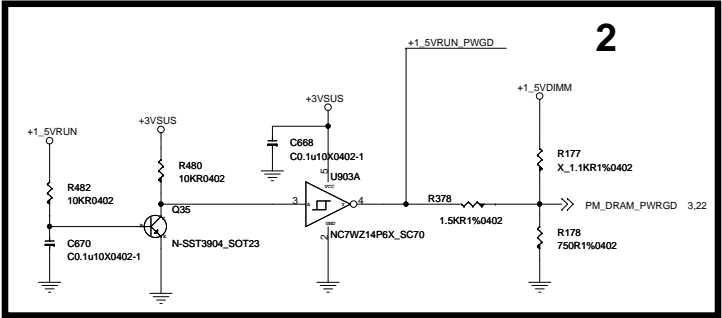 2
+1_5VRUN_PWGD
+1_5VDIMM
+3VSUS
+3VSUS
+1_5VRUN
C668
C0.1u10X0402-1
R177
X_1.1KR1%0402
R480
10KR0402
5
VCC
U903A
R482
10KR0402
3
A
Y
4
R378
1.5KR1%0402
PM_DRAM_PWRGD 3,22
Q35
N-SST3904_SOT23
GND
2
NC7WZ14P6X_SC70
R178
750R1%0402
C670
C0.1u10X0402-1